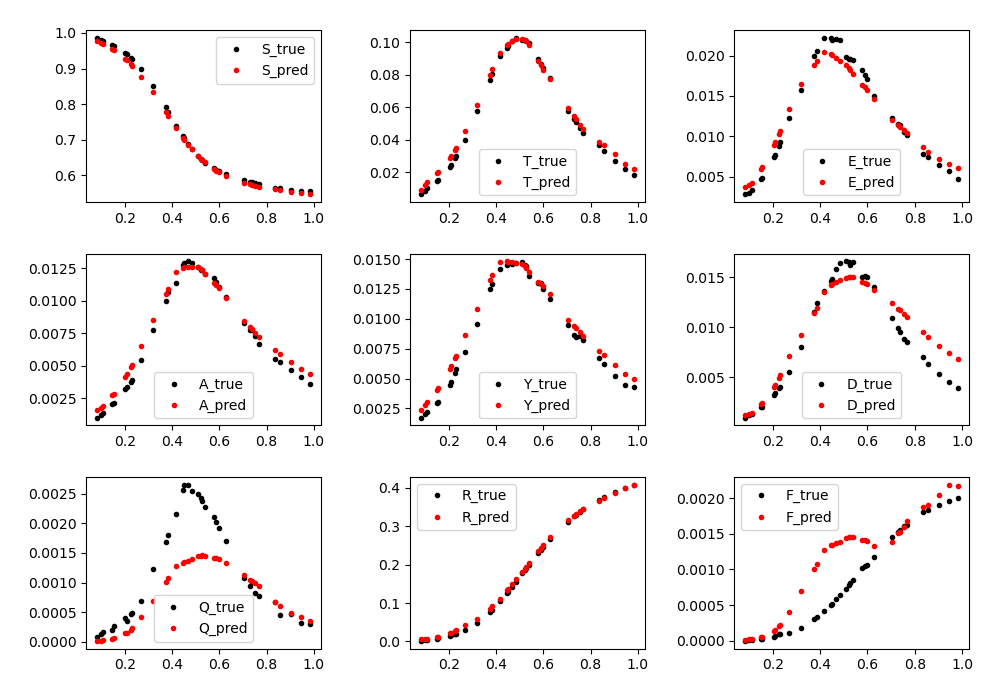 1.0
0.9
0.8
0.7
0.6
S_true
S_pred
0.2 0.4 0.6 0.8 1.0
0.10
0.08
0.06
0.04
0.02
T_true
T_pred
0.2 0.4 0.6 0.8 1.0
0.020
0.015
0.010
0.005
E_true
E_pred
0.2 0.4 0.6 0.8 1.0
0.0125
0.0100
0.0075
0.0050
0.0025
A_true
A_pred
0.2 0.4 0.6 0.8 1.0
0.0150
0.0125
0.0100
0.0075
0.0050
0.0025
Y_true
Y_pred
0.2 0.4 0.6 0.8 1.0
0.015
0.010
0.005
D_true
D_pred
0.2 0.4 0.6 0.8 1.0
0.0025
0.0020
0.0015
0.0010
0.0005
0.0000
Q_true
Q_pred
0.2 0.4 0.6 0.8 1.0
0.4
0.3
0.2
0.1
0.0
R_true
R_pred
0.2 0.4 0.6 0.8 1.0
0.0020
0.0015
0.0010
0.0005
0.0000
F_true
F_pred
0.2 0.4 0.6 0.8 1.0